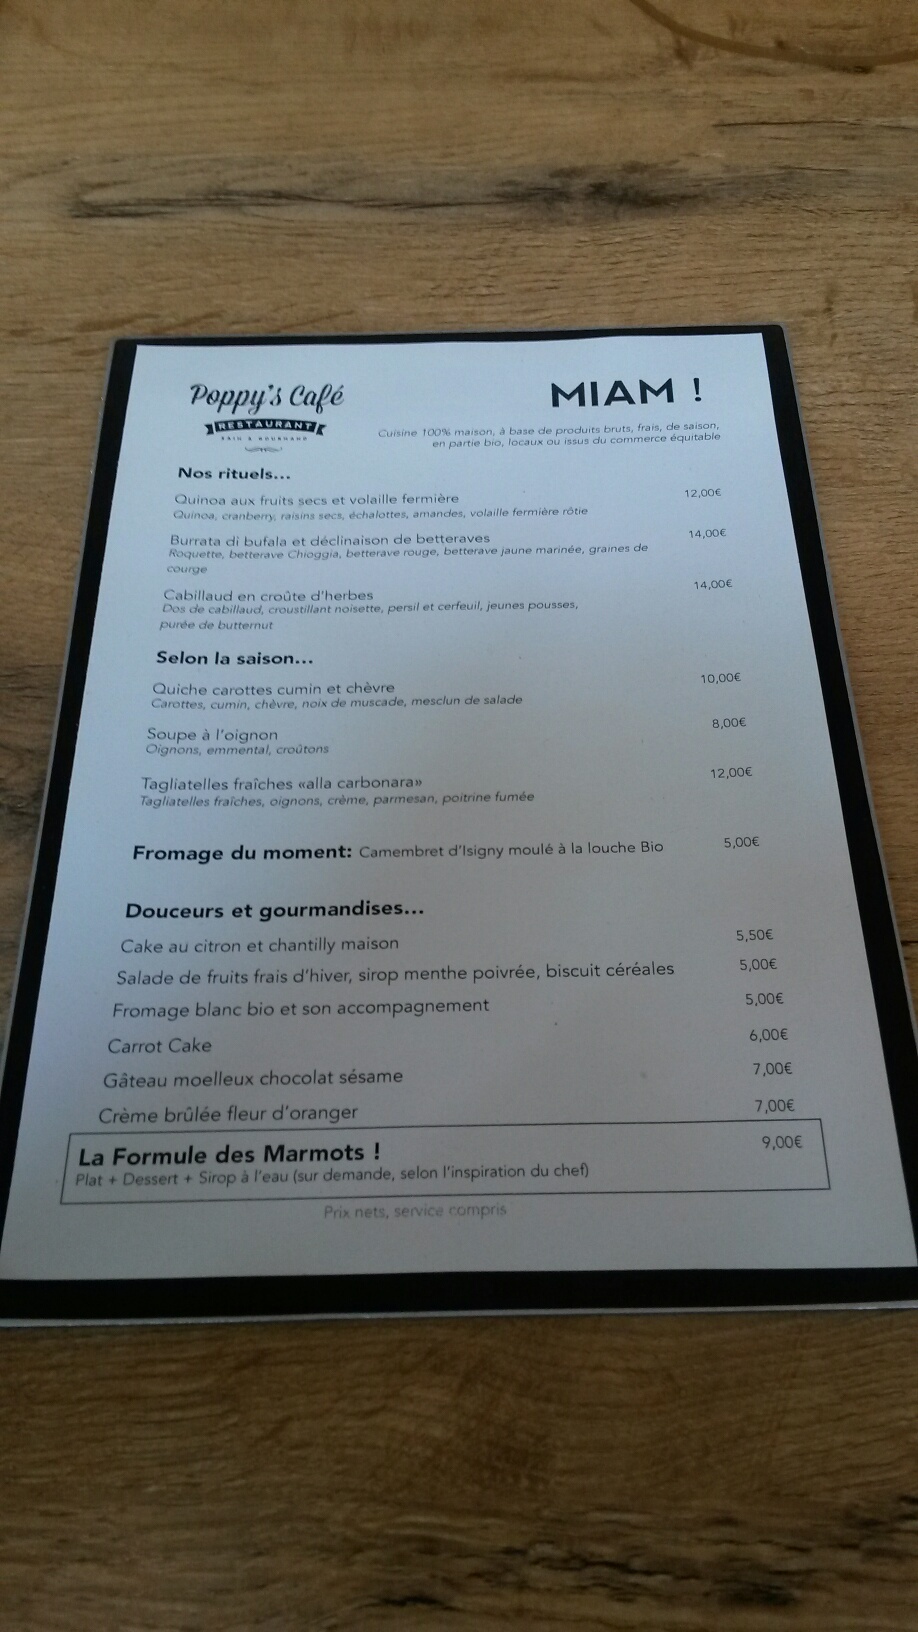 Poppy's Café
RESTAURANT
MIAM !
Cuisine 100% maison, à base de produits bruts, frais, de saison,
en partie bio, locaux ou issus du commerce équitable
Nos rituels...
Quinoa aux fruits secs et volaille fermière 12,00€
Quinoa, cranberry, raisins secs, échalottes, amandes, volaille fermière rôtie
Burrata di bufala et déclinaison de betteraves 14,00€
Roquette, betterave Chioggia, betterave rouge, betterave jaune marinée, graines de
courge
Cabillaud en croûte d'herbes 14,00€
Dos de cabillaud, croustillant noisette, persil et cerfeuil, jeunes pousses,
purée de butternut
Selon la saison...
Quiche carottes cumin et chèvre 10,00€
Carottes, cumin, chèvre, noix de muscade, mesclun de salade
Soupe à l'oignon 8,00€
Oignons, emmental, croûtons
Tagliatelles fraîches «alla carbonara» 12,00€
Tagliatelles fraîches, oignons, crème, parmesan, poitrine fumée
Fromage du moment: Camembert d'Isigny moulé à la louche Bio 5,00€
Douceurs et gourmandises...
Cake au citron et chantilly maison 5,50€
Salade de fruits frais d'hiver, sirop menthe poivrée, biscuit céréales 5,00€
Fromage blanc bio et son accompagnement 5,00€
Carrot Cake 6,00€
Gâteau moelleux chocolat sésame 7,00€
Crème brûlée fleur d'oranger 7,00€
La Formule des Marmots ! 9,00€
Plat + Dessert + Sirop à l'eau (sur demande, selon l'inspiration du chef)
Prix nets, service compris